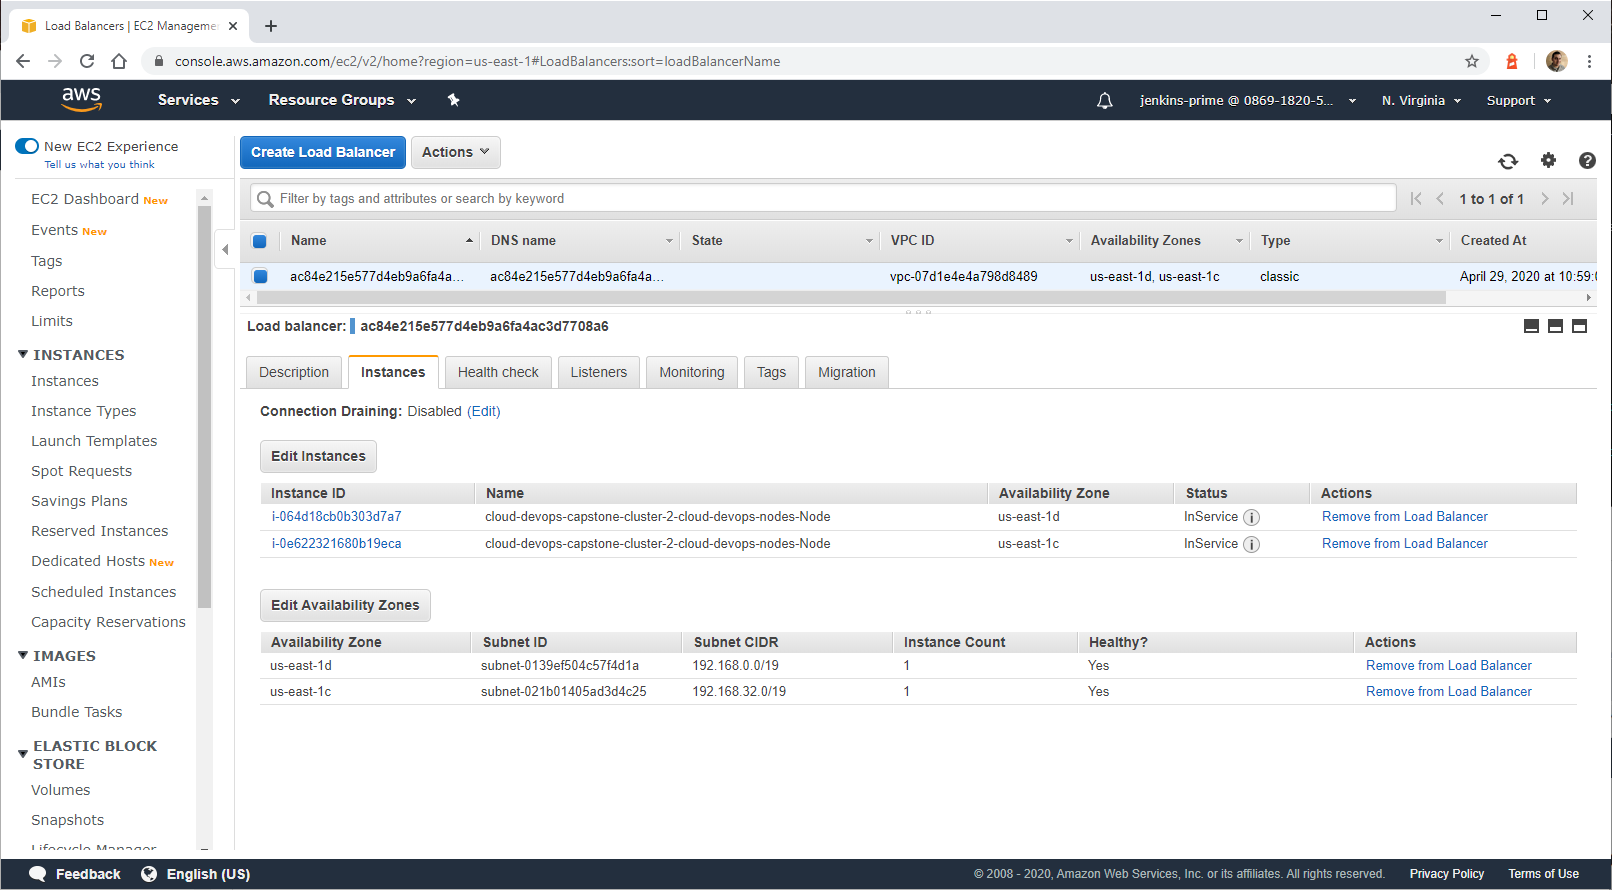 Load Balancers | EC2 Manageme
console.aws.amazon.com/ec2/v2/home?region=us-east-1#LoadBalancers:sort=loadBalancerName
aws Services Resource Groups jenkins-prime @ 0869-1820-5... N. Virginia Support
New EC2 Experience
Tell us what you think
EC2 Dashboard New
Events New
Tags
Reports
Limits
INSTANCES
Instances
Instance Types
Launch Templates
Spot Requests
Savings Plans
Reserved Instances
Dedicated Hosts New
Scheduled Instances
Capacity Reservations
IMAGES
AMIs
Bundle Tasks
ELASTIC BLOCK
STORE
Volumes
Snapshots
Lifecycle Manager
Create Load Balancer Actions
Filter by tags and attributes or search by keyword 1 to 1 of 1
Name DNS name State VPC ID Availability Zones Type Created At
ac84e215e577d4eb9a6fa4a... ac84e215e577d4eb9a6fa4a... vpc-07d1e4e4a798d8489 us-east-1d, us-east-1c classic April 29, 2020 at 10:59:0
Load balancer: ac84e215e577d4eb9a6fa4ac3d7708a6
Description Instances Health check Listeners Monitoring Tags Migration
Connection Draining: Disabled (Edit)
Edit Instances
Instance ID Name Availability Zone Status Actions
i-064d18cb0b303d7a7 cloud-devops-capstone-cluster-2-cloud-devops-nodes-Node us-east-1d InService Remove from Load Balancer
i-0e622321680b19eca cloud-devops-capstone-cluster-2-cloud-devops-nodes-Node us-east-1c InService Remove from Load Balancer
Edit Availability Zones
Availability Zone Subnet ID Subnet CIDR Instance Count Healthy? Actions
us-east-1d subnet-0139ef504c57f4d1a 192.168.0.0/19 1 Yes Remove from Load Balancer
us-east-1c subnet-021b01405ad3d4c25 192.168.32.0/19 1 Yes Remove from Load Balancer
Feedback English (US) © 2008 - 2020, Amazon Web Services, Inc. or its affiliates. All rights reserved. Privacy Policy Terms of Use